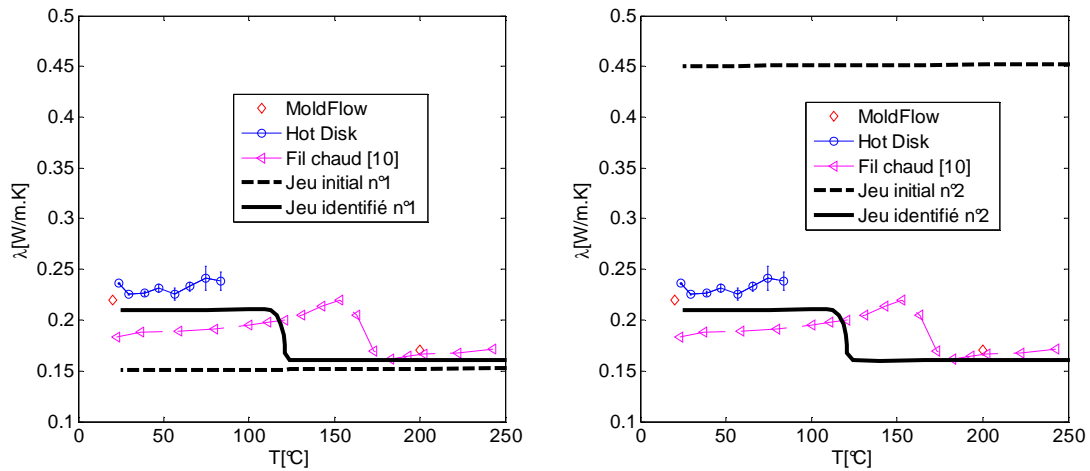 0.5
0.45
0.4
0.35
0.3
0.25
0.2
0.15
0.1
λ[W/m.K]
0 50 100 150 200 250
T[°C]
MoldFlow
Hot Disk
Fil chaud [10]
Jeu initial n°1
Jeu identifié n°1
0.5
0.45
0.4
0.35
0.3
0.25
0.2
0.15
0.1
λ[W/m.K]
0 50 100 150 200 250
T[°C]
MoldFlow
Hot Disk
Fil chaud [10]
Jeu initial n°2
Jeu identifié n°2